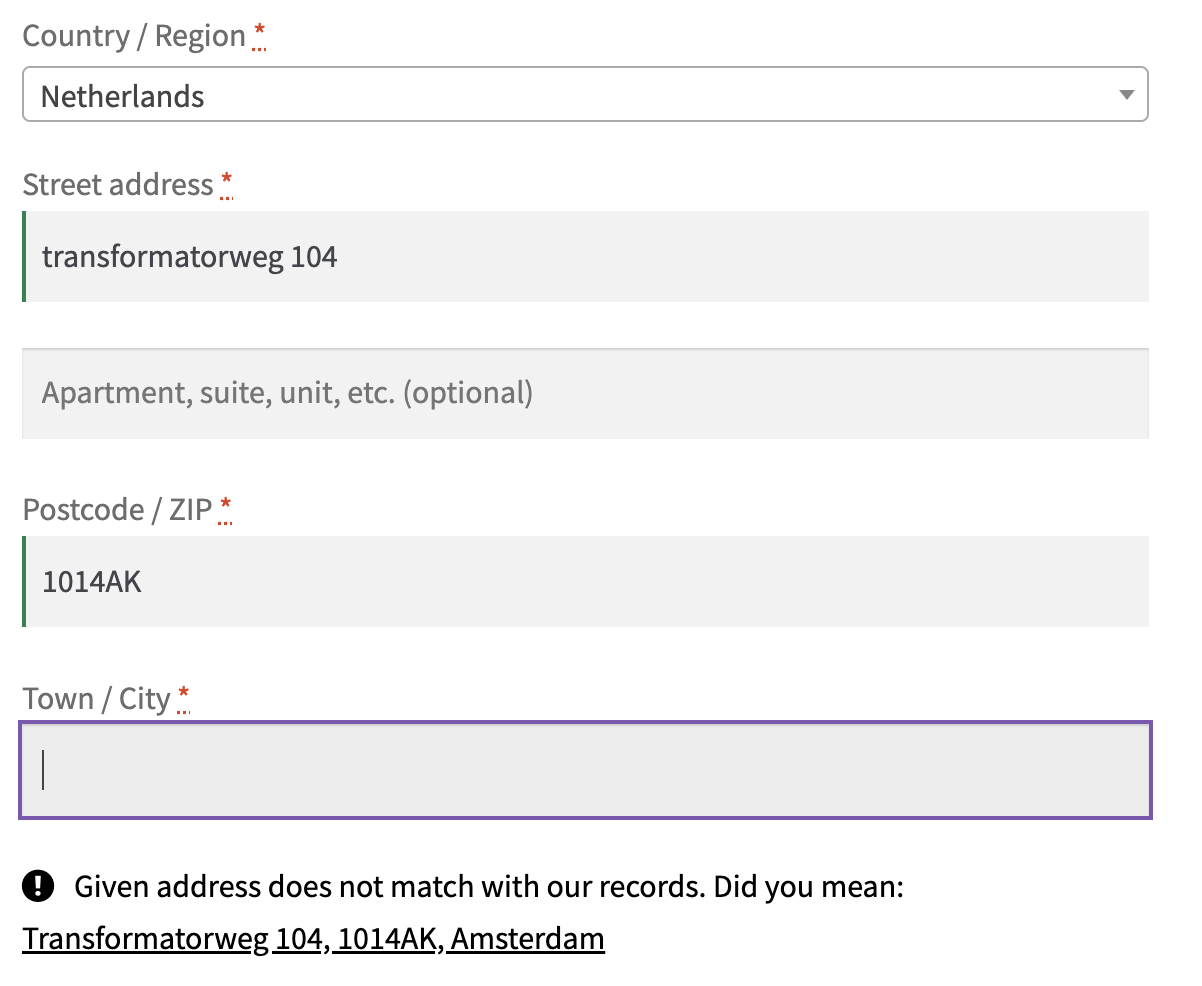 Country / Region *
Netherlands
Street address *
transformatorweg 104
Apartment, suite, unit, etc. (optional)
Postcode / ZIP *
1014AK
Town / City *
Given address does not match with our records. Did you mean:
Transformatorweg 104, 1014AK, Amsterdam